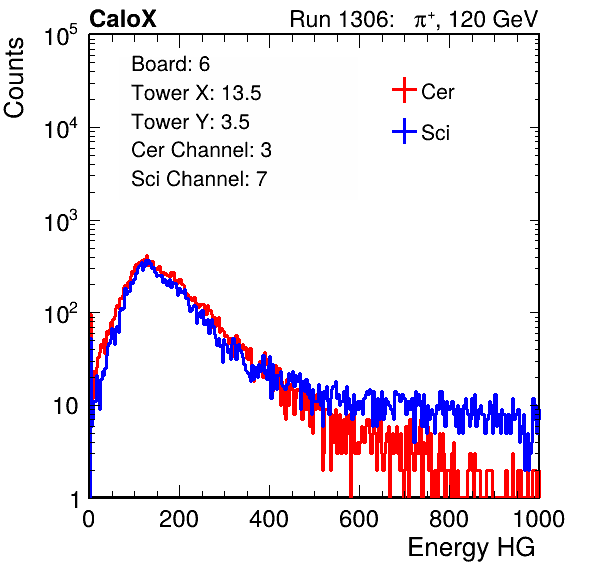 CaloX Run 1306: π⁺, 120 GeV
Counts
Board: 6
Tower X: 13.5
Tower Y: 3.5
Cer Channel: 3
Sci Channel: 7
Cer
Sci
10⁵
10⁴
10³
10²
10
1
0 200 400 600 800 1000
Energy HG